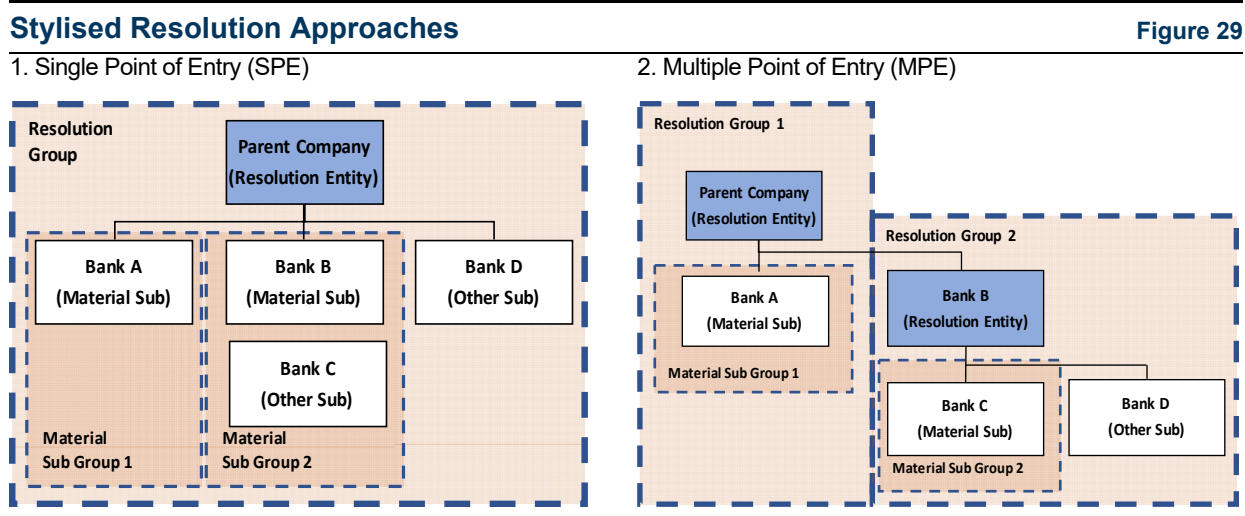 Stylised Resolution Approaches
Figure 29
1. Single Point of Entry (SPE)
Resolution
Group
Parent Company
(Resolution Entity)
Bank A
(Material Sub)
Bank B
(Material Sub)
Bank D
(Other Sub)
Bank C
(Other Sub)
Material
Sub Group 1
Material
Sub Group 2
2. Multiple Point of Entry (MPE)
Resolution Group 1
Parent Company
(Resolution Entity)
Resolution Group 2
Bank A
(Material Sub)
Material Sub Group 1
Bank B
(Resolution Entity)
Bank C
(Material Sub)
Material Sub Group 2
Bank D
(Other Sub)